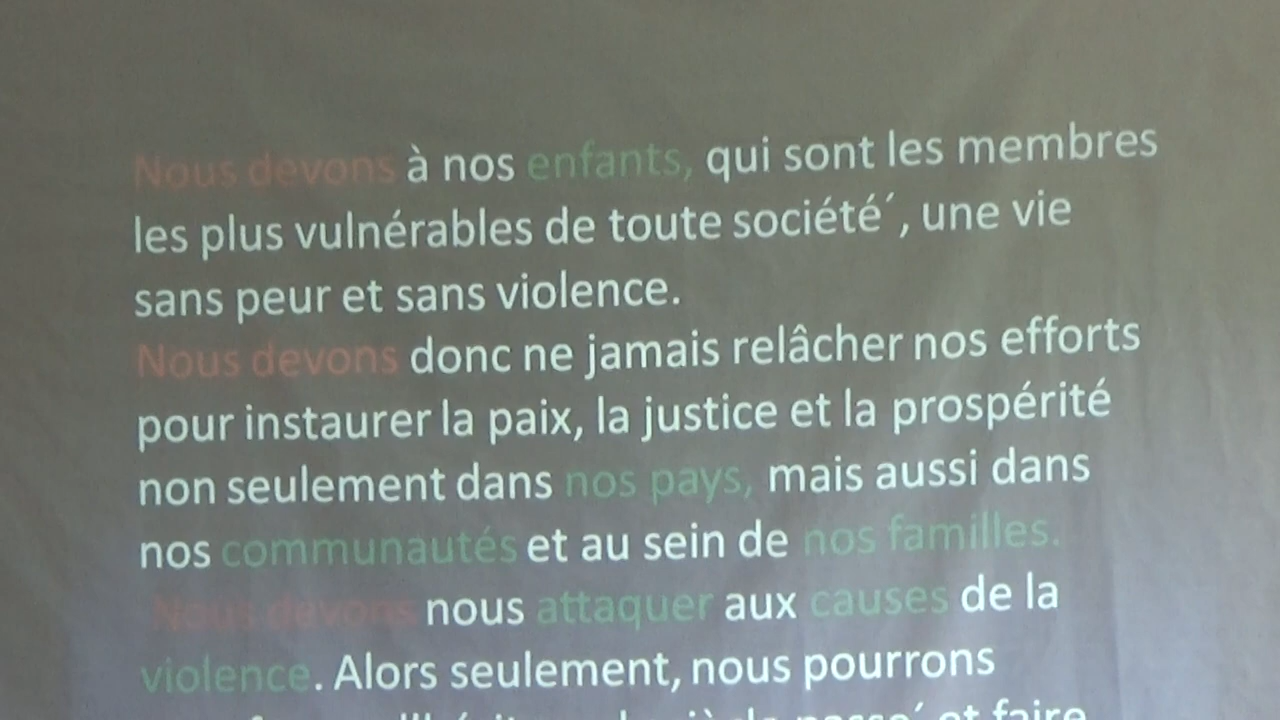 Nous devons à nos enfants, qui sont les membres
les plus vulnérables de toute société´, une vie
sans peur et sans violence.
Nous devons donc ne jamais relâcher nos efforts
pour instaurer la paix, la justice et la prospérité
non seulement dans nos pays, mais aussi dans
nos communautés et au sein de nos familles.
Nous devons nous attaquer aux causes de la
violence. Alors seulement, nous pourrons
et faire